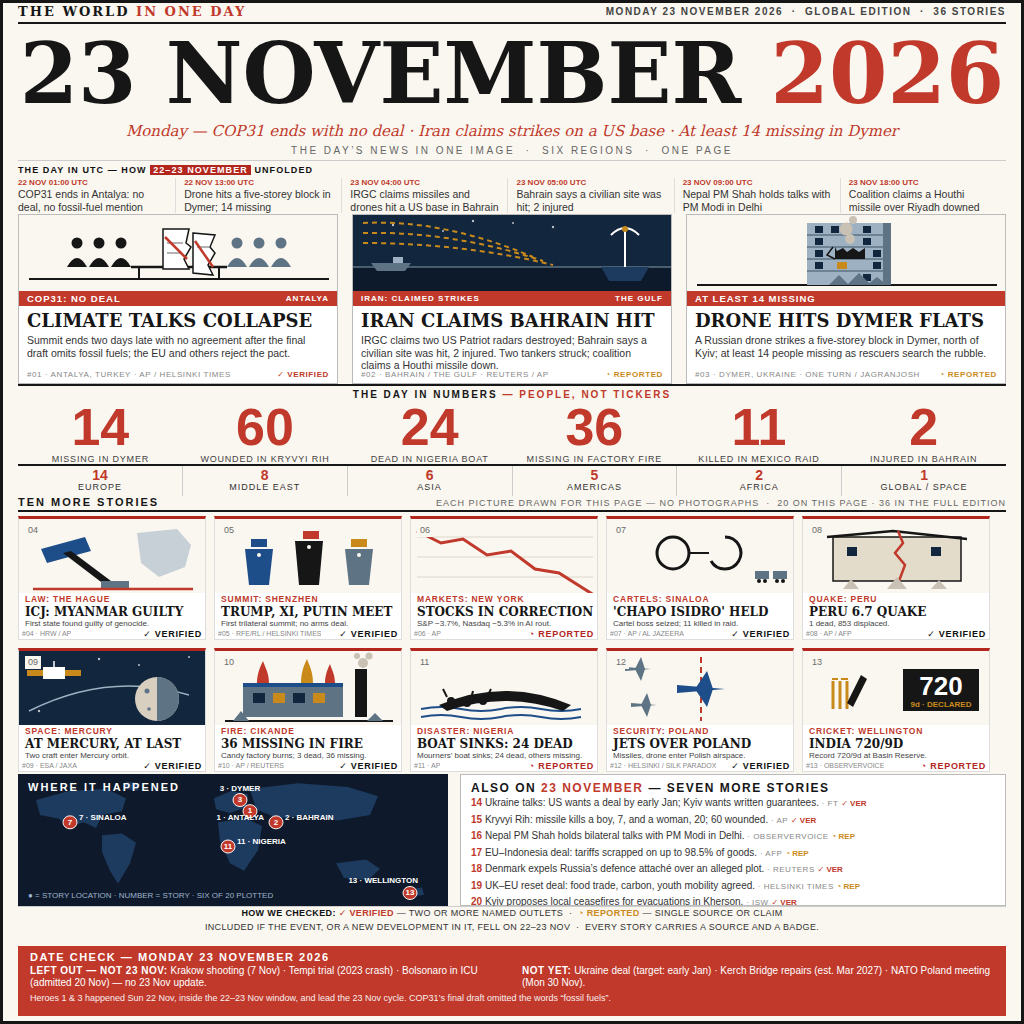 THE WORLD IN ONE DAY
MONDAY 23 NOVEMBER 2026 · GLOBAL EDITION · 36 STORIES
23 NOVEMBER 2026
Monday — COP31 ends with no deal · Iran claims strikes on a US base · At least 14 missing in Dymer
THE DAY'S NEWS IN ONE IMAGE · SIX REGIONS · ONE PAGE
THE DAY IN UTC — HOW 22–23 NOVEMBER UNFOLDED
22 NOV 01:00 UTC
COP31 ends in Antalya: no
deal, no fossil-fuel mention
22 NOV 13:00 UTC
Drone hits a five-storey block in
Dymer; 14 missing
23 NOV 04:00 UTC
IRGC claims missiles and
drones hit a US base in Bahrain
23 NOV 05:00 UTC
Bahrain says a civilian site was
hit; 2 injured
23 NOV 09:00 UTC
Nepal PM Shah holds talks with
PM Modi in Delhi
23 NOV 18:00 UTC
Coalition claims a Houthi
missile over Riyadh downed
COP31: NO DEAL ANTALYA
CLIMATE TALKS COLLAPSE
Summit ends two days late with no agreement after the final
draft omits fossil fuels; the EU and others reject the pact.
#01 · ANTALYA, TURKEY · AP / HELSINKI TIMES ✓ VERIFIED
IRAN: CLAIMED STRIKES THE GULF
IRAN CLAIMS BAHRAIN HIT
IRGC claims two US Patriot radars destroyed; Bahrain says a
civilian site was hit, 2 injured. Two tankers struck; coalition
claims a Houthi missile down.
#02 · BAHRAIN / THE GULF · REUTERS / AP ◦ REPORTED
AT LEAST 14 MISSING
DRONE HITS DYMER FLATS
A Russian drone strikes a five-storey block in Dymer, north of
Kyiv; at least 14 people missing as rescuers search the rubble.
#03 · DYMER, UKRAINE · ONE TURN / JAGRANJOSH ◦ REPORTED
THE DAY IN NUMBERS — PEOPLE, NOT TICKERS
14 60 24 36 11 2
MISSING IN DYMER WOUNDED IN KRYVYI RIH DEAD IN NIGERIA BOAT MISSING IN FACTORY FIRE KILLED IN MEXICO RAID INJURED IN BAHRAIN
14 8 6 5 2 1
EUROPE MIDDLE EAST ASIA AMERICAS AFRICA GLOBAL / SPACE
TEN MORE STORIES
EACH PICTURE DRAWN FOR THIS PAGE — NO PHOTOGRAPHS · 20 ON THIS PAGE · 36 IN THE FULL EDITION
04
LAW: THE HAGUE
ICJ: MYANMAR GUILTY
First state found guilty of genocide.
#04 · HRW / AP ✓ VERIFIED
05
SUMMIT: SHENZHEN
TRUMP, XI, PUTIN MEET
First trilateral summit; no arms deal.
#05 · RFE/RL / HELSINKI TIMES ✓ VERIFIED
06
MARKETS: NEW YORK
STOCKS IN CORRECTION
S&P −3.7%, Nasdaq −5.3% in AI rout.
#06 · AP ◦ REPORTED
07
CARTELS: SINALOA
'CHAPO ISIDRO' HELD
Cartel boss seized; 11 killed in raid.
#07 · AP / AL JAZEERA ✓ VERIFIED
08
QUAKE: PERU
PERU 6.7 QUAKE
1 dead, 853 displaced.
#08 · AP / AFP ✓ VERIFIED
09
SPACE: MERCURY
AT MERCURY, AT LAST
Two craft enter Mercury orbit.
#09 · ESA / JAXA ✓ VERIFIED
10
FIRE: CIKANDE
36 MISSING IN FIRE
Candy factory burns; 3 dead, 36 missing.
#10 · AP / REUTERS ✓ VERIFIED
11
DISASTER: NIGERIA
BOAT SINKS: 24 DEAD
Mourners' boat sinks; 24 dead, others missing.
#11 · AP ◦ REPORTED
12
SECURITY: POLAND
JETS OVER POLAND
Missiles, drone enter Polish airspace.
#12 · HELSINKI / SILK PARADOX ✓ VERIFIED
13
720
9d · DECLARED
CRICKET: WELLINGTON
INDIA 720/9D
Record 720/9d at Basin Reserve.
#13 · OBSERVERVOICE ◦ REPORTED
WHERE IT HAPPENED
3 · DYMER
3
1
1 · ANTALYA
2
2 · BAHRAIN
7
7 · SINALOA
11
11 · NIGERIA
13 · WELLINGTON
13
● = STORY LOCATION · NUMBER = STORY · SIX OF 20 PLOTTED
ALSO ON 23 NOVEMBER — SEVEN MORE STORIES
14 Ukraine talks: US wants a deal by early Jan; Kyiv wants written guarantees. · FT ✓ VER
15 Kryvyi Rih: missile kills a boy, 7, and a woman, 20; 60 wounded. · AP ✓ VER
16 Nepal PM Shah holds bilateral talks with PM Modi in Delhi. · OBSERVERVOICE ◦ REP
17 EU–Indonesia deal: tariffs scrapped on up to 98.5% of goods. · AFP ◦ REP
18 Denmark expels Russia's defence attaché over an alleged plot. · REUTERS ✓ VER
19 UK–EU reset deal: food trade, carbon, youth mobility agreed. · HELSINKI TIMES ◦ REP
20 Kyiv proposes local ceasefires for evacuations in Kherson. · ISW ✓ VER
HOW WE CHECKED: ✓ VERIFIED — TWO OR MORE NAMED OUTLETS · ◦ REPORTED — SINGLE SOURCE OR CLAIM
INCLUDED IF THE EVENT, OR A NEW DEVELOPMENT IN IT, FELL ON 22–23 NOV · EVERY STORY CARRIES A SOURCE AND A BADGE.
DATE CHECK — MONDAY 23 NOVEMBER 2026
LEFT OUT — NOT 23 NOV: Krakow shooting (7 Nov) · Tempi trial (2023 crash) · Bolsonaro in ICU
(admitted 20 Nov) — no 23 Nov update.
NOT YET: Ukraine deal (target: early Jan) · Kerch Bridge repairs (est. Mar 2027) · NATO Poland meeting
(Mon 30 Nov).
Heroes 1 & 3 happened Sun 22 Nov, inside the 22–23 Nov window, and lead the 23 Nov cycle. COP31's final draft omitted the words “fossil fuels”.